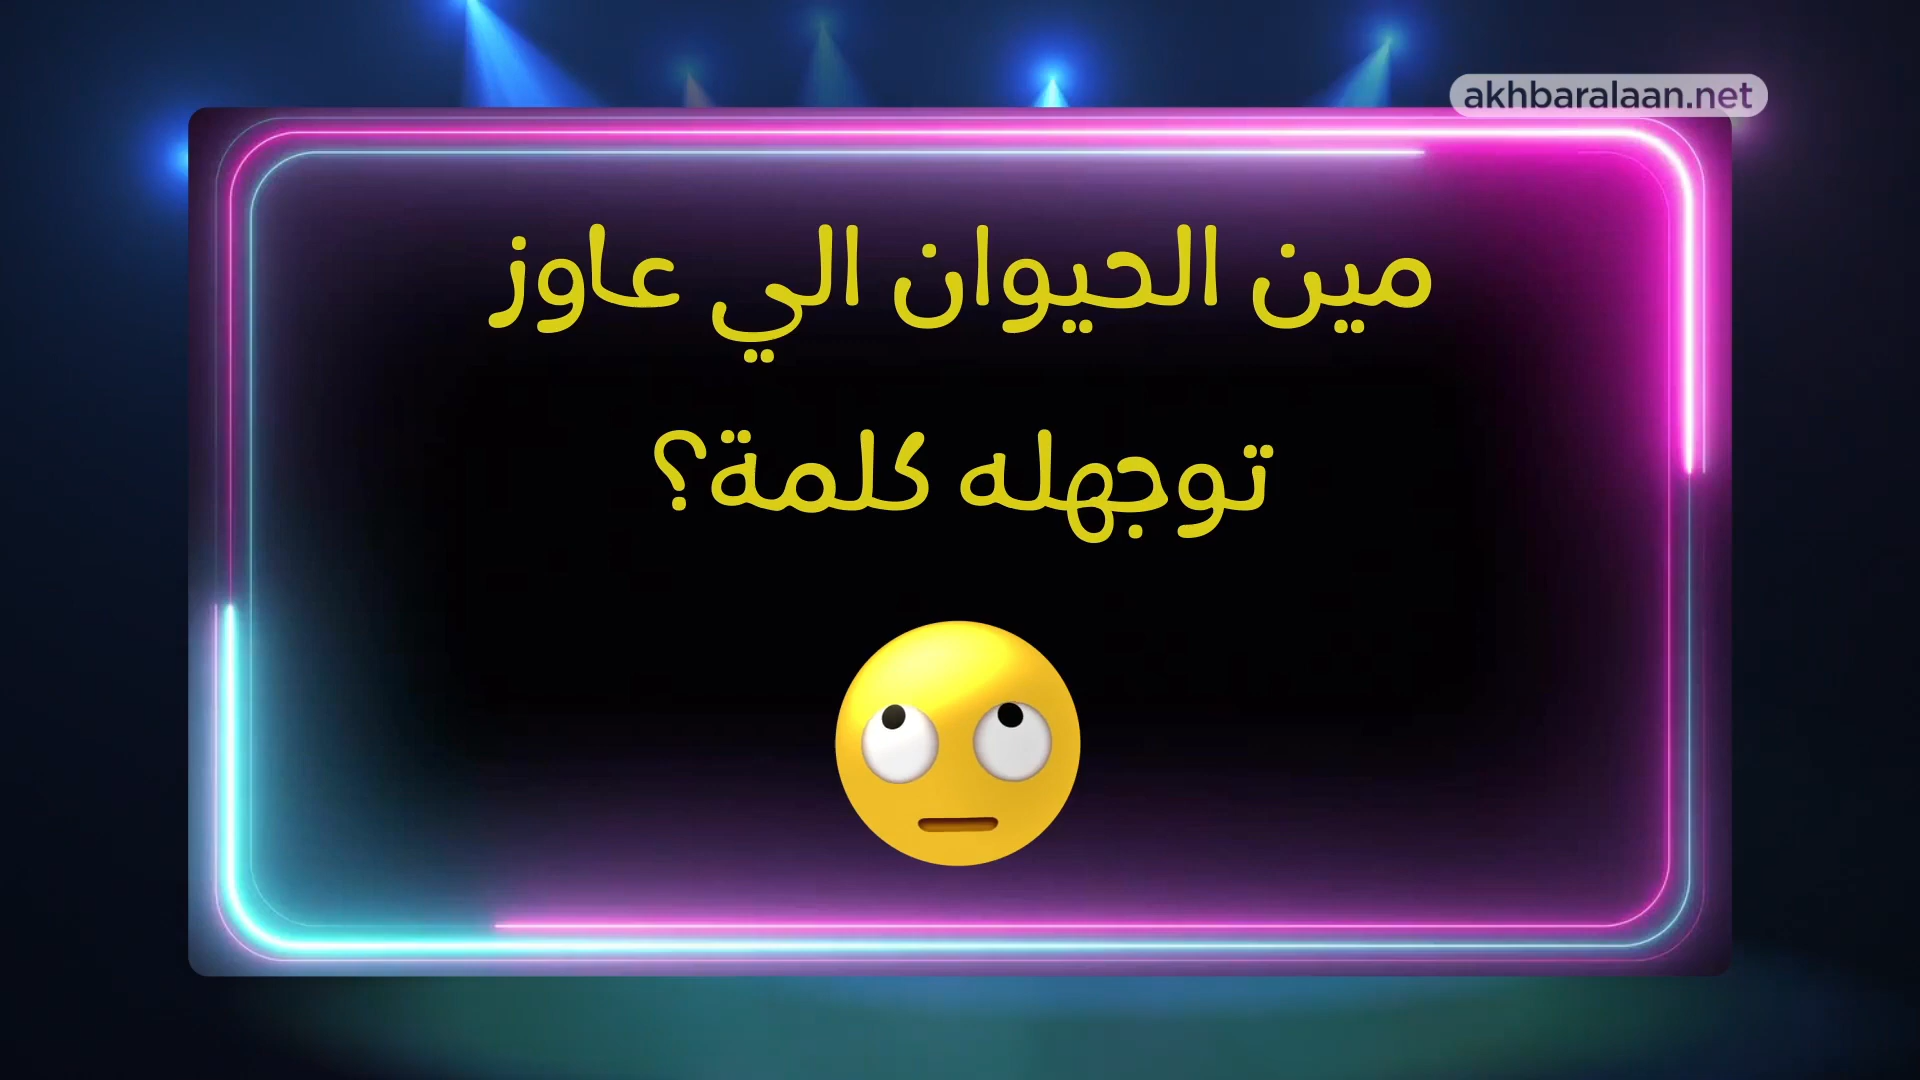 akhbaralaan.net
مين الحيوان الي عاوز
توجهله كلمة؟